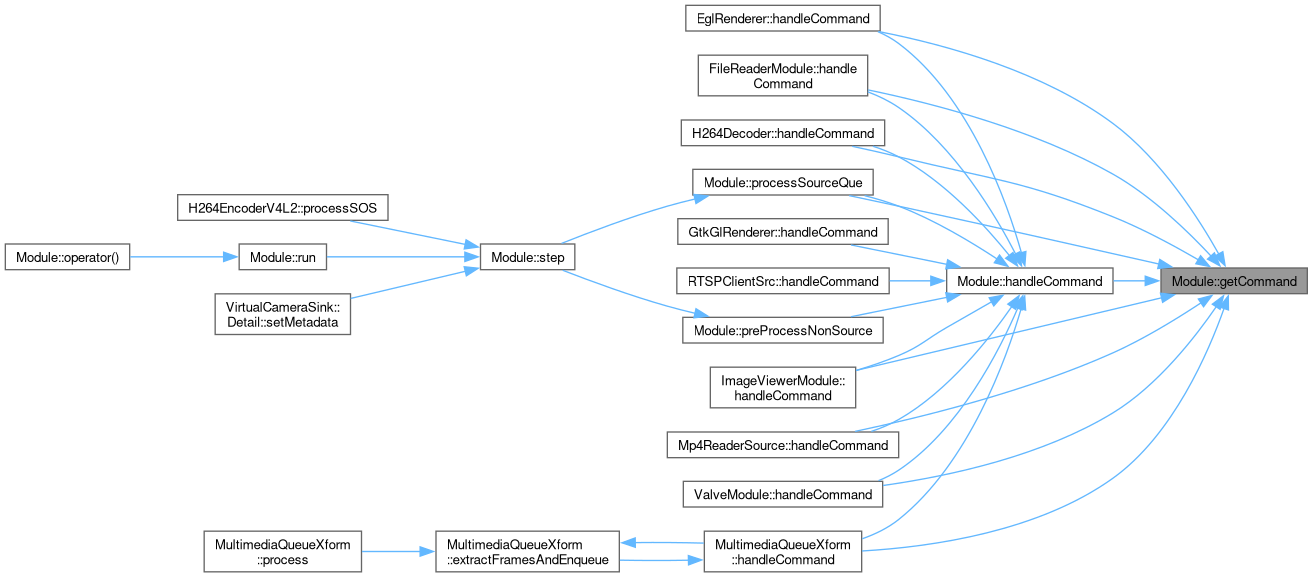 EglRenderer::handleCommand
FileReaderModule::handle
Command
H264Decoder::handleCommand
Module::processSourceQue
H264EncoderV4L2::processSOS
GtkGlRenderer::handleCommand
Module::operator()
Module::run
Module::step
RTSPClientSrc::handleCommand
Module::handleCommand
Module::getCommand
VirtualCameraSink::
Detail::setMetadata
Module::preProcessNonSource
ImageViewerModule::
handleCommand
Mp4ReaderSource::handleCommand
ValveModule::handleCommand
MultimediaQueueXform
::process
MultimediaQueueXform
::extractFramesAndEnqueue
MultimediaQueueXform
::handleCommand